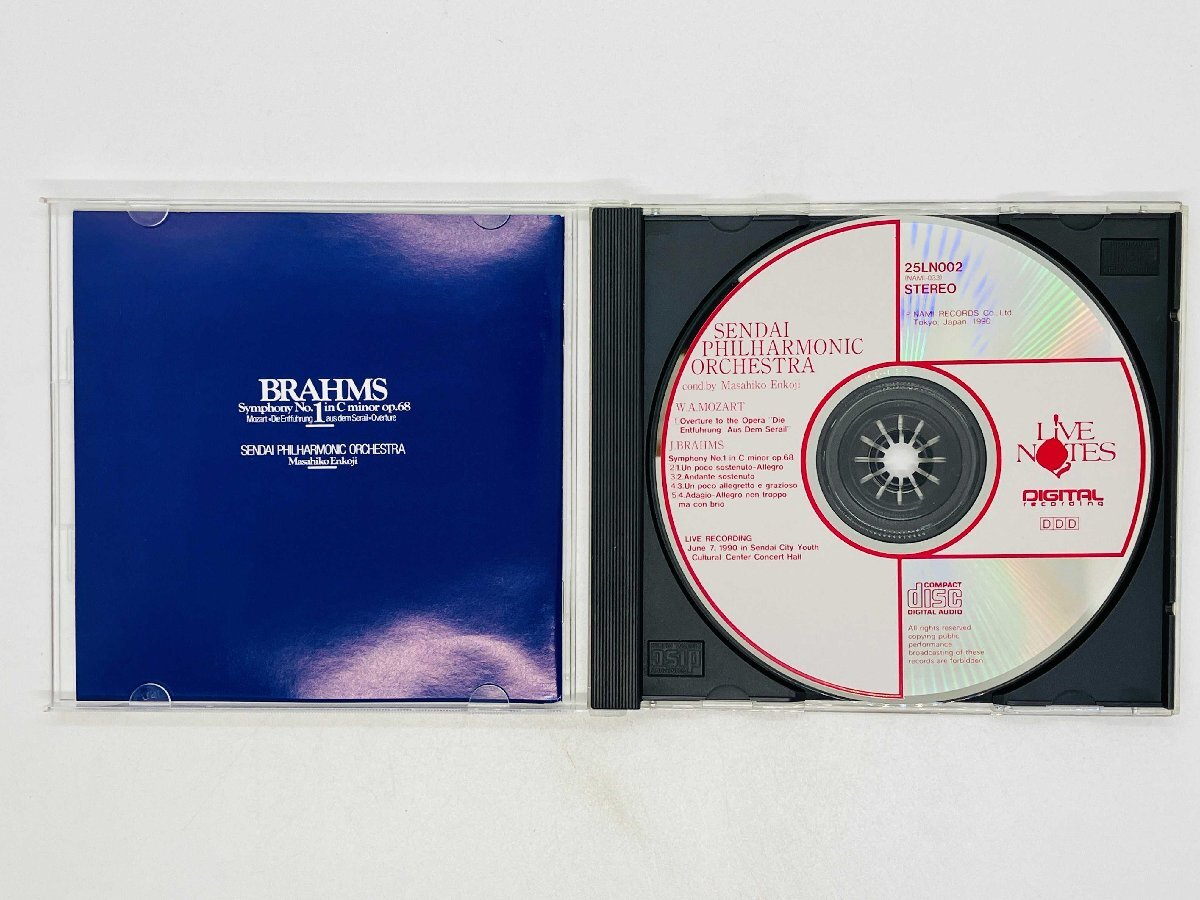 BRAHMS
Symphony No.1 in C minor op.68
Mozart•Die Entführung aus dem Serail•Overture
SENDAI PHILHARMONIC ORCHESTRA
Masahiko Enkoji
SENDAI
PHILHARMONIC
ORCHESTRA
cond.by Masahiko Enkoji
W.A.MOZART
1.Overture to the Opera "Die
Entfuhrung Aus Dem Serail"
J.BRAHMS
Symphony No.1 in C minor op.68
2.1.Un poco sostenuto-Allegro
3.2.Andante sostenuto
4.3.Un poco allegretto e grazioso
5.4.Adagio-Allegro non troppo
ma con brio
LIVE RECORDING
June 7, 1990 in Sendai City Youth
Cultural Center Concert Hall
25LN002
(NAMI-033)
STEREO
℗ NAMI RECORDS Co.,Ltd
Tokyo, Japan, 1990
LIVE
NOTES
DIGITAL
recording
DDD
COMPACT
disc
DIGITAL AUDIO
All rights reserved
copying public
performance
broadcasting of these
records are forbidden
disc